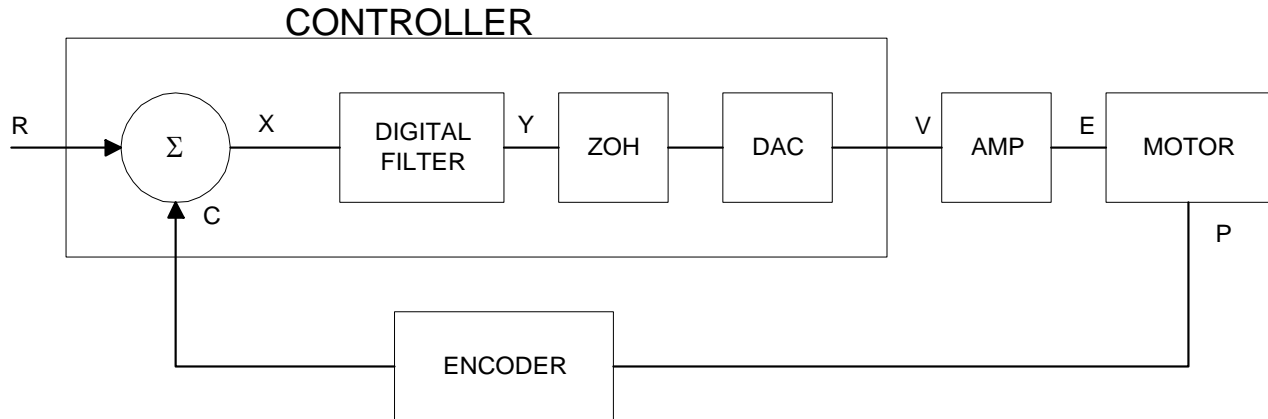 CONTROLLER
R
Σ
X
DIGITAL
FILTER
Y
ZOH
DAC
V
AMP
E
MOTOR
C
P
ENCODER